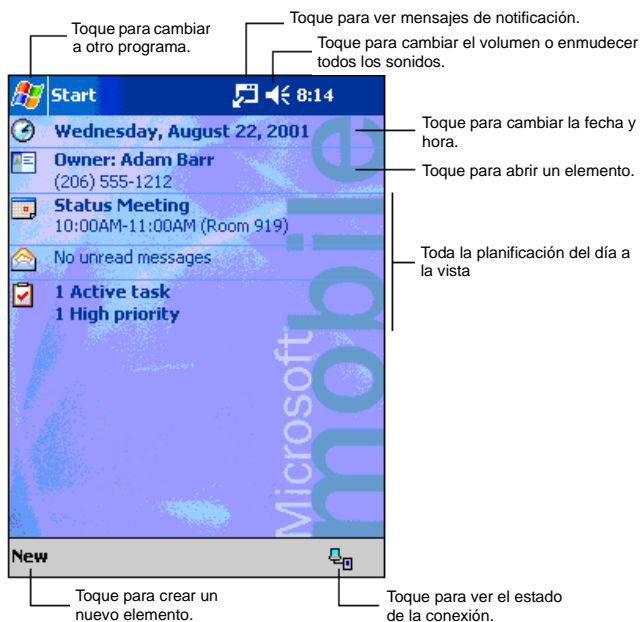 Toque para cambiar
a otro programa.
Toque para ver mensajes de notificación.
Toque para cambiar el volumen o enmudecer
todos los sonidos.
Start 8:14
Wednesday, August 22, 2001
Toque para cambiar la fecha y
hora.
Owner: Adam Barr
(206) 555-1212
Toque para abrir un elemento.
Status Meeting
10:00AM-11:00AM (Room 919)
No unread messages
Toda la planificación del día a
la vista
1 Active task
1 High priority
Microsoft
mobile
New
Toque para crear un
nuevo elemento.
Toque para ver el estado
de la conexión.